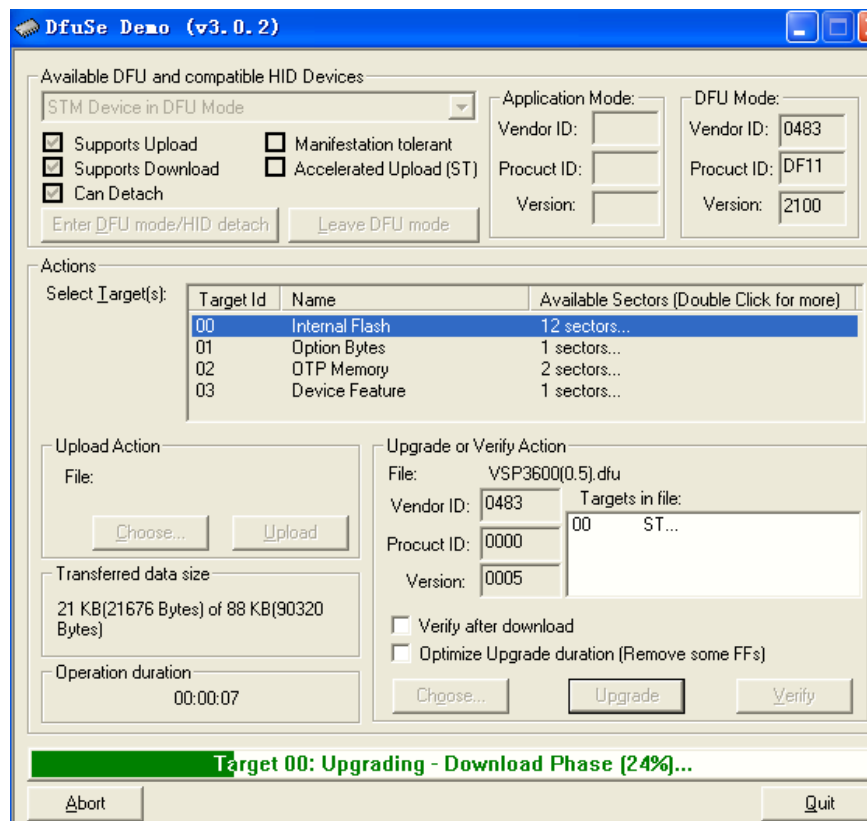 DfuSe Demo (v3.0.2)
Available DFU and compatible HID Devices
STM Device in DFU Mode
Supports Upload
Manifestation tolerant
Supports Download
Accelerated Upload (ST)
Can Detach
Enter DFU mode/HID detach
Leave DFU mode
Application Mode:
Vendor ID:
Procuct ID:
Version:
DFU Mode:
Vendor ID: 0483
Procuct ID: DF11
Version: 2100
Actions
Select Target(s):
Target Id Name Available Sectors (Double Click for more)
00 Internal Flash 12 sectors...
01 Option Bytes 1 sectors...
02 OTP Memory 2 sectors...
03 Device Feature 1 sectors...
Upload Action
File:
Choose...
Upload
Transferred data size
21 KB(21676 Bytes) of 88 KB(90320
Bytes)
Operation duration
00:00:07
Upgrade or Verify Action
File: VSP3600(0.5).dfu
Vendor ID: 0483
Procuct ID: 0000
Version: 0005
Targets in file:
00 ST...
Verify after download
Optimize Upgrade duration (Remove some FFs)
Choose...
Upgrade
Verify
Target 00: Upgrading - Download Phase (24%)...
Abort
Quit